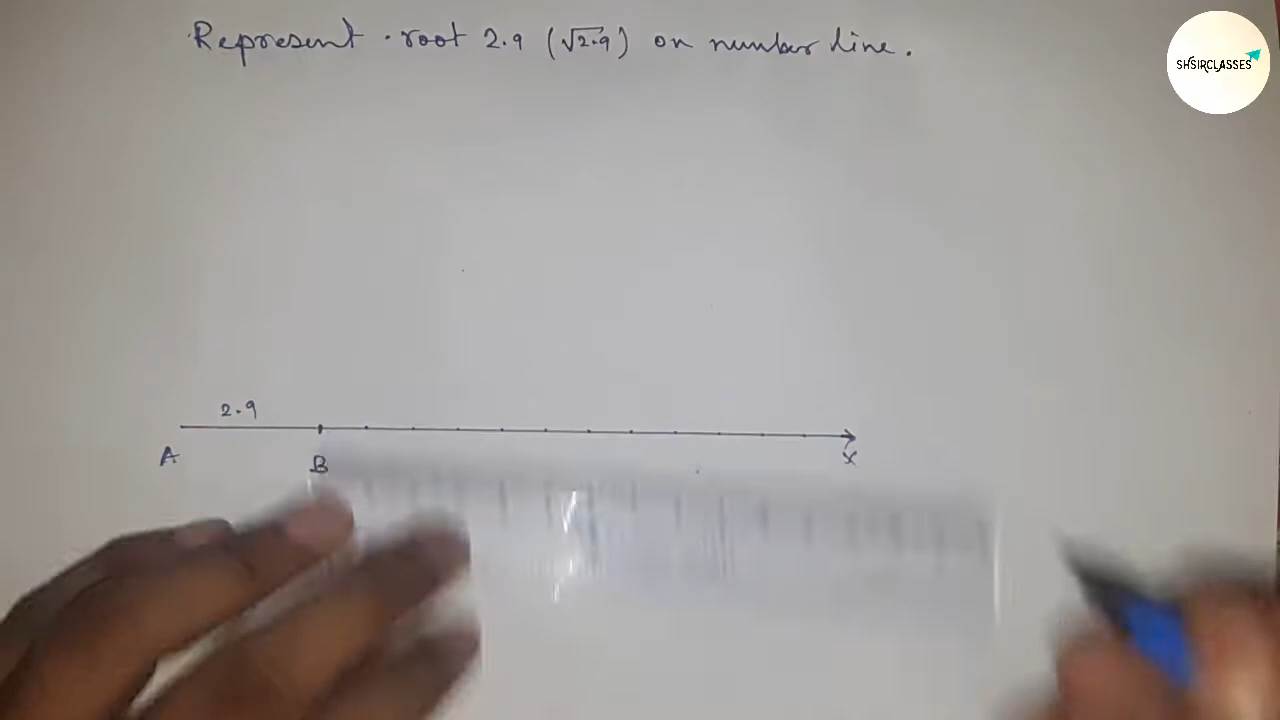 Represent root 2.9 (√2.9) on number line.
SHSIRCLASSES
2.9
A B X